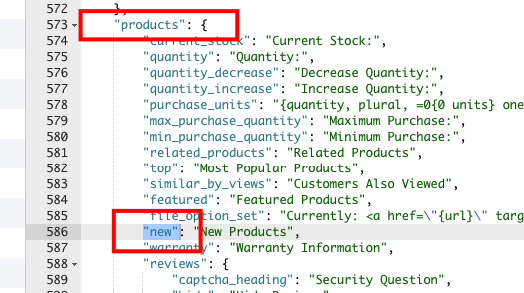 572 },
573 "products": {
574 "current_stock": "Current Stock:",
575 "quantity": "Quantity:",
576 "quantity_decrease": "Decrease Quantity:",
577 "quantity_increase": "Increase Quantity:",
578 "purchase_units": "{quantity, plural, =0{0 units} one
579 "max_purchase_quantity": "Maximum Purchase:",
580 "min_purchase_quantity": "Minimum Purchase:",
581 "related_products": "Related Products",
582 "top": "Most Popular Products",
583 "similar_by_views": "Customers Also Viewed",
584 "featured": "Featured Products",
585 "file_option_set": "Currently: <a href=\"{url}\" targ
586 "new": "New Products",
587 "warranty": "Warranty Information",
588 "reviews": {
589 "captcha_heading": "Security Question",